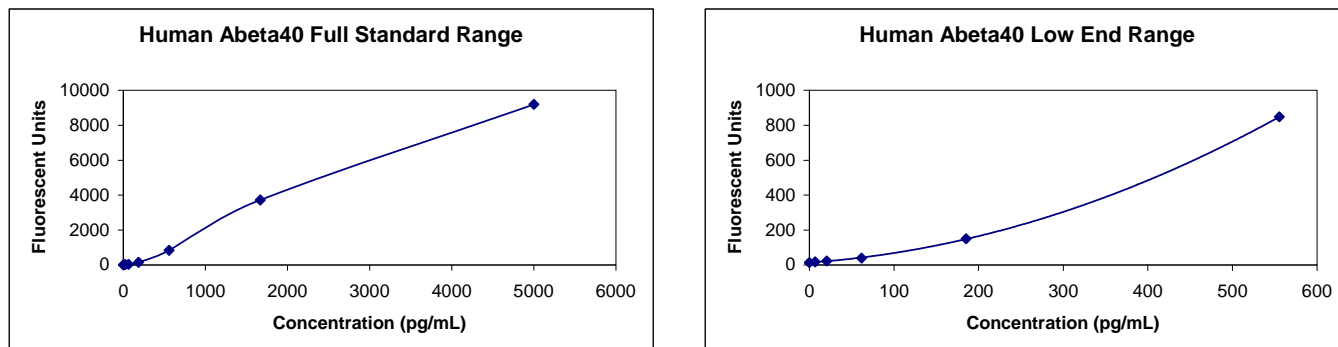 Human Abeta40 Full Standard Range
10000
8000
6000
4000
2000
0
Fluorescent Units
0 1000 2000 3000 4000 5000 6000
Concentration (pg/mL)
Human Abeta40 Low End Range
1000
800
600
400
200
0
Fluorescent Units
0 100 200 300 400 500 600
Concentration (pg/mL)